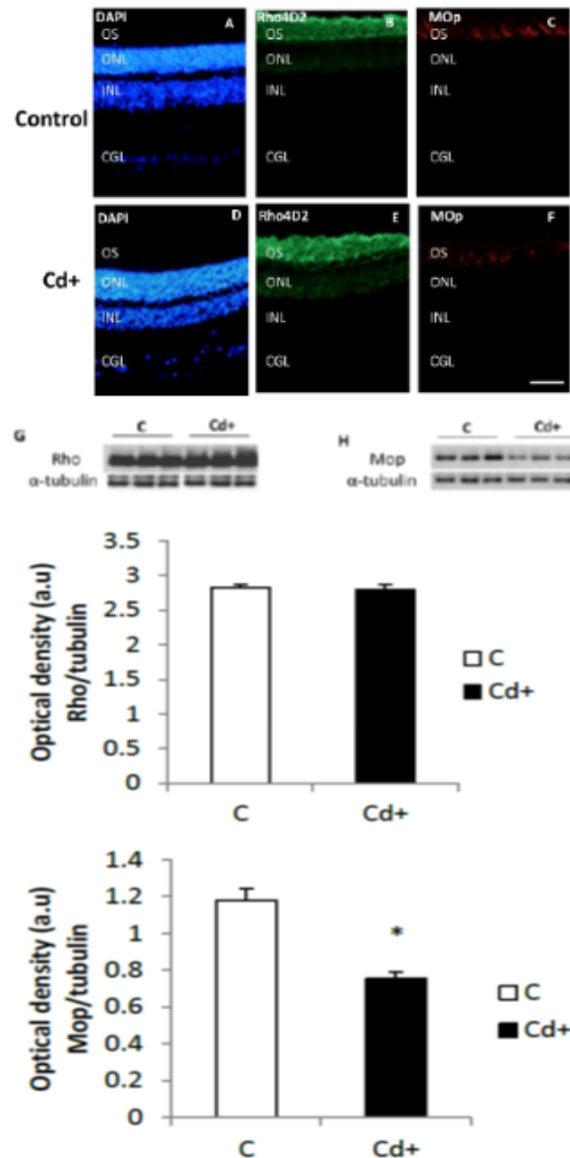 DAPI A Rho4D2 B MOp C
OS OS OS
ONL ONL ONL
INL INL INL
Control
CGL CGL CGL
DAPI D Rho4D2 E MOp F
OS OS OS
Cd+
ONL ONL ONL
INL INL INL
CGL CGL CGL
G C Cd+
Rho
α-tubulin
H C Cd+
Mop
α-tubulin
Optical density (a.u)
Rho/tubulin
3.5
3
2.5
2
1.5
1
0.5
0
C Cd+
C
Cd+
Optical density (a.u)
Mop/tubulin
1.4
1.2
1
0.8
0.6
0.4
0.2
0
*
C Cd+
C
Cd+